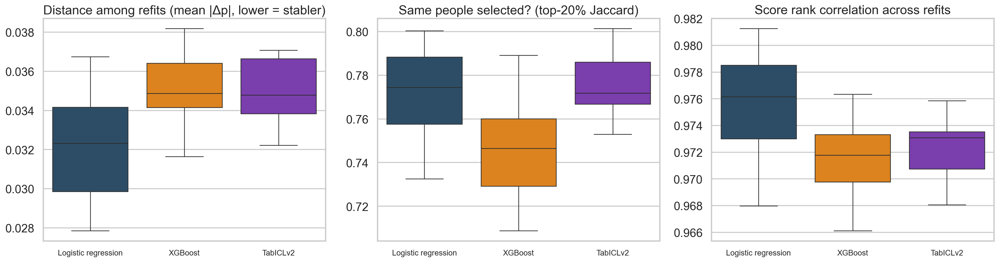 Distance among refits (mean |Δp|, lower = stabler)
0.038
0.036
0.034
0.032
0.030
0.028
Logistic regression
XGBoost
TabICLv2
Same people selected? (top-20% Jaccard)
0.80
0.78
0.76
0.74
0.72
Logistic regression
XGBoost
TabICLv2
Score rank correlation across refits
0.982
0.980
0.978
0.976
0.974
0.972
0.970
0.968
0.966
Logistic regression
XGBoost
TabICLv2